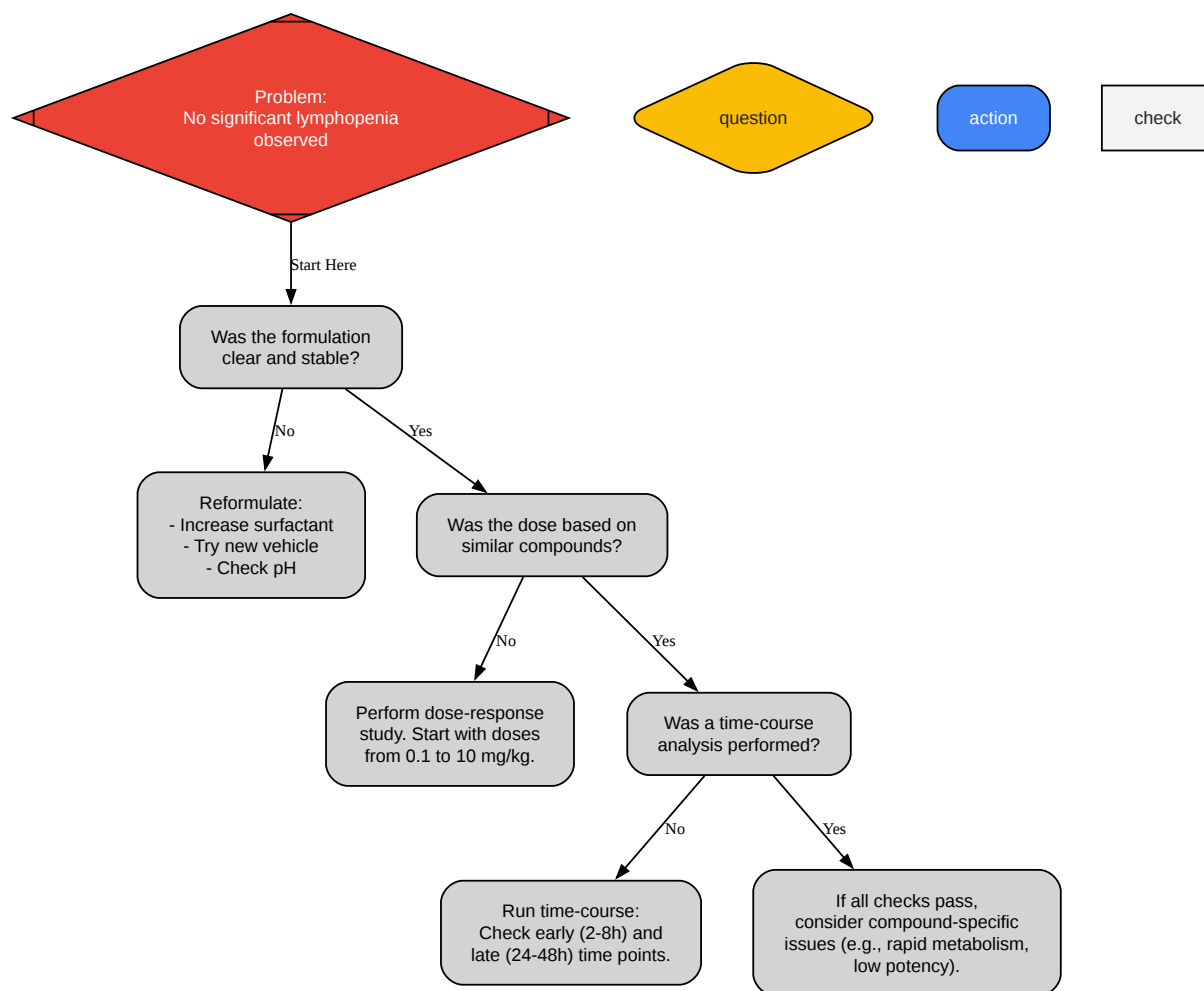 Problem:
No significant lymphopenia
observed
question
action
check
Start Here
Was the formulation
clear and stable?
No
Yes
Reformulate:
- Increase surfactant
- Try new vehicle
- Check pH
Was the dose based on
similar compounds?
No
Yes
Perform dose-response
study. Start with doses
from 0.1 to 10 mg/kg.
Was a time-course
analysis performed?
No
Yes
Run time-course:
Check early (2-8h) and
late (24-48h) time points.
If all checks pass,
consider compound-specific
issues (e.g., rapid metabolism,
low potency).